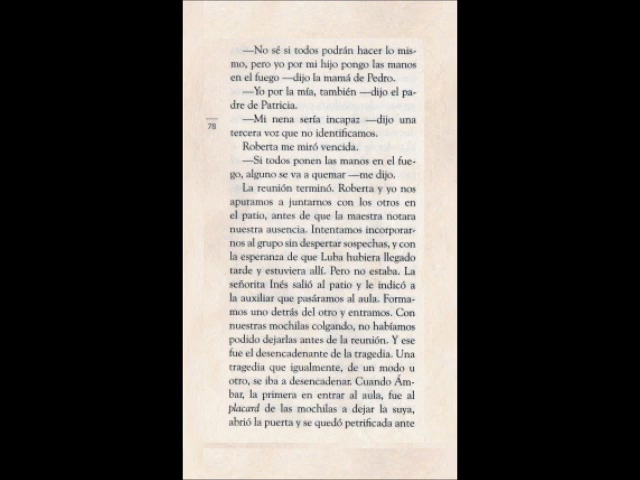 —No sé si todos podrán hacer lo mis-
mo, pero yo por mi hijo pongo las manos
en el fuego —dijo la mamá de Pedro.
—Yo por la mía, también —dijo el pa-
dre de Patricia.
—Mi nena sería incapaz —dijo una
tercera voz que no identificamos.
78
Roberta me miró vencida.
—Si todos ponen las manos en el fue-
go, alguno se va a quemar —me dijo.
La reunión terminó. Roberta y yo nos
apuramos a juntarnos con los otros en
el patio, antes de que la maestra notara
nuestra ausencia. Intentamos incorporar-
nos al grupo sin despertar sospechas, y con
la esperanza de que Luba hubiera llegado
tarde y estuviera allí. Pero no estaba. La
señorita Inés salió al patio y le indicó a
la auxiliar que pasáramos al aula. Forma-
mos uno detrás del otro y entramos. Con
nuestras mochilas colgando, no habíamos
podido dejarlas antes de la reunión. Y ese
fue el desencadenante de la tragedia. Una
tragedia que igualmente, de un modo u
otro, se iba a desencadenar. Cuando Ám-
bar, la primera en entrar al aula, fue al
placard de las mochilas a dejar la suya,
abrió la puerta y se quedó petrificada ante